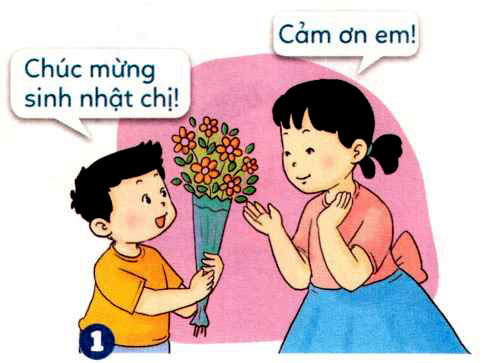 Chúc mừng
sinh nhật chị!
Cảm ơn em!
1